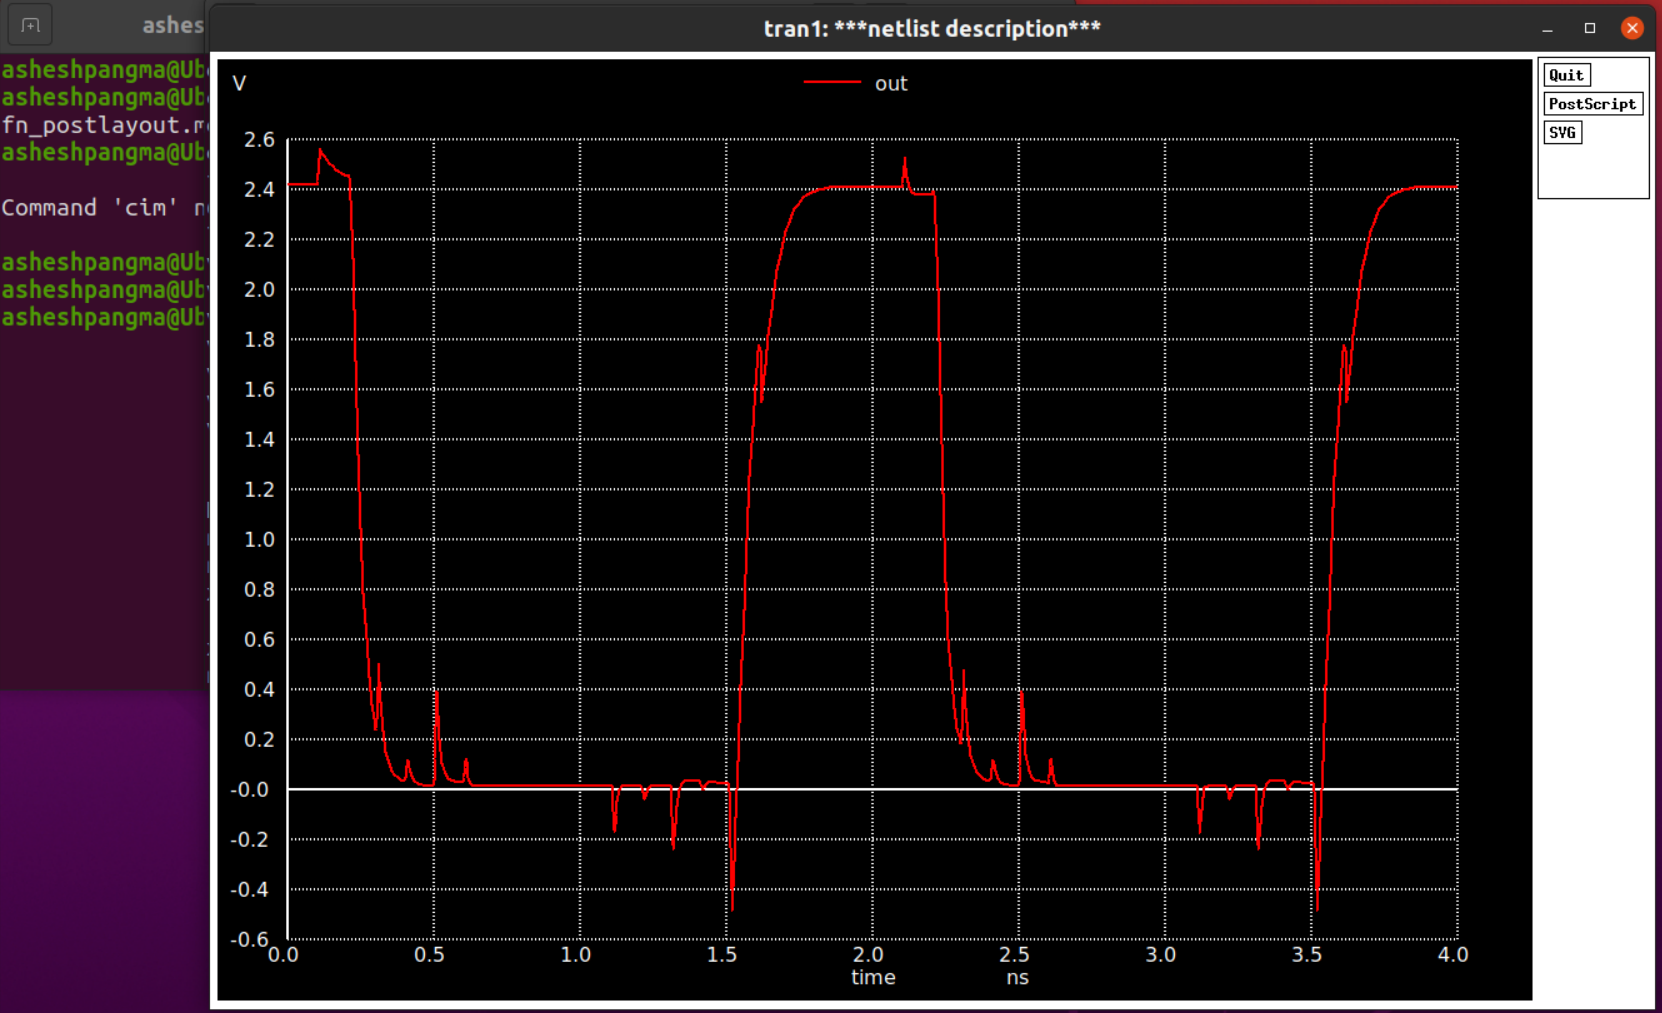 ashes
tran1: ***netlist description***
asheshpangma@Ub
asheshpangma@Ub
fn_postlayout.m
asheshpangma@Ub
Command 'cim' n
asheshpangma@Ub
asheshpangma@Ub
asheshpangma@Ub
V
out
Quit
PostScript
SVG
2.6
2.4
2.2
2.0
1.8
1.6
1.4
1.2
1.0
0.8
0.6
0.4
0.2
-0.0
-0.2
-0.4
-0.6
0.0 0.5 1.0 1.5 2.0 2.5 3.0 3.5 4.0
time ns